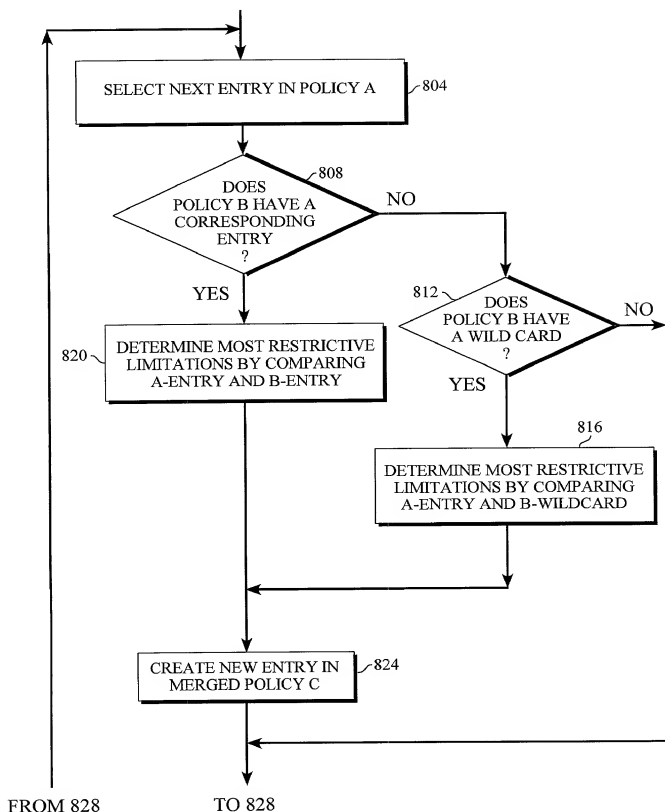 SELECT NEXT ENTRY IN POLICY A
804
808
DOES
POLICY B HAVE A
CORRESPONDING
ENTRY
?
NO
YES
812
DOES
POLICY B HAVE
A WILD CARD
?
NO
YES
820
DETERMINE MOST RESTRICTIVE
LIMITATIONS BY COMPARING
A-ENTRY AND B-ENTRY
816
DETERMINE MOST RESTRICTIVE
LIMITATIONS BY COMPARING
A-ENTRY AND B-WILDCARD
CREATE NEW ENTRY IN
MERGED POLICY C
824
FROM 828
TO 828